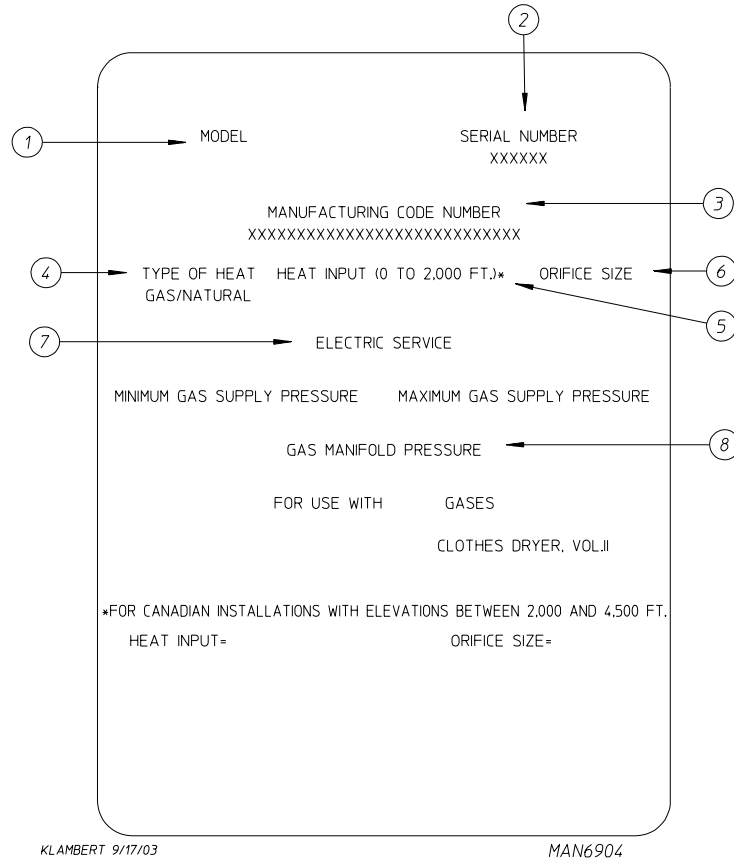 2
1
MODEL SERIAL NUMBER
XXXXXX
3
MANUFACTURING CODE NUMBER
XXXXXXXXXXXXXXXXXXXXXXXXXXXX
4
TYPE OF HEAT HEAT INPUT (0 TO 2,000 FT.)* ORIFICE SIZE
6
GAS/NATURAL
5
7
ELECTRIC SERVICE
MINIMUM GAS SUPPLY PRESSURE MAXIMUM GAS SUPPLY PRESSURE
8
GAS MANIFOLD PRESSURE
FOR USE WITH GASES
CLOTHES DRYER, VOL.II
*FOR CANADIAN INSTALLATIONS WITH ELEVATIONS BETWEEN 2,000 AND 4,500 FT.
HEAT INPUT= ORIFICE SIZE=
KLAMBERT 9/17/03 MAN6904